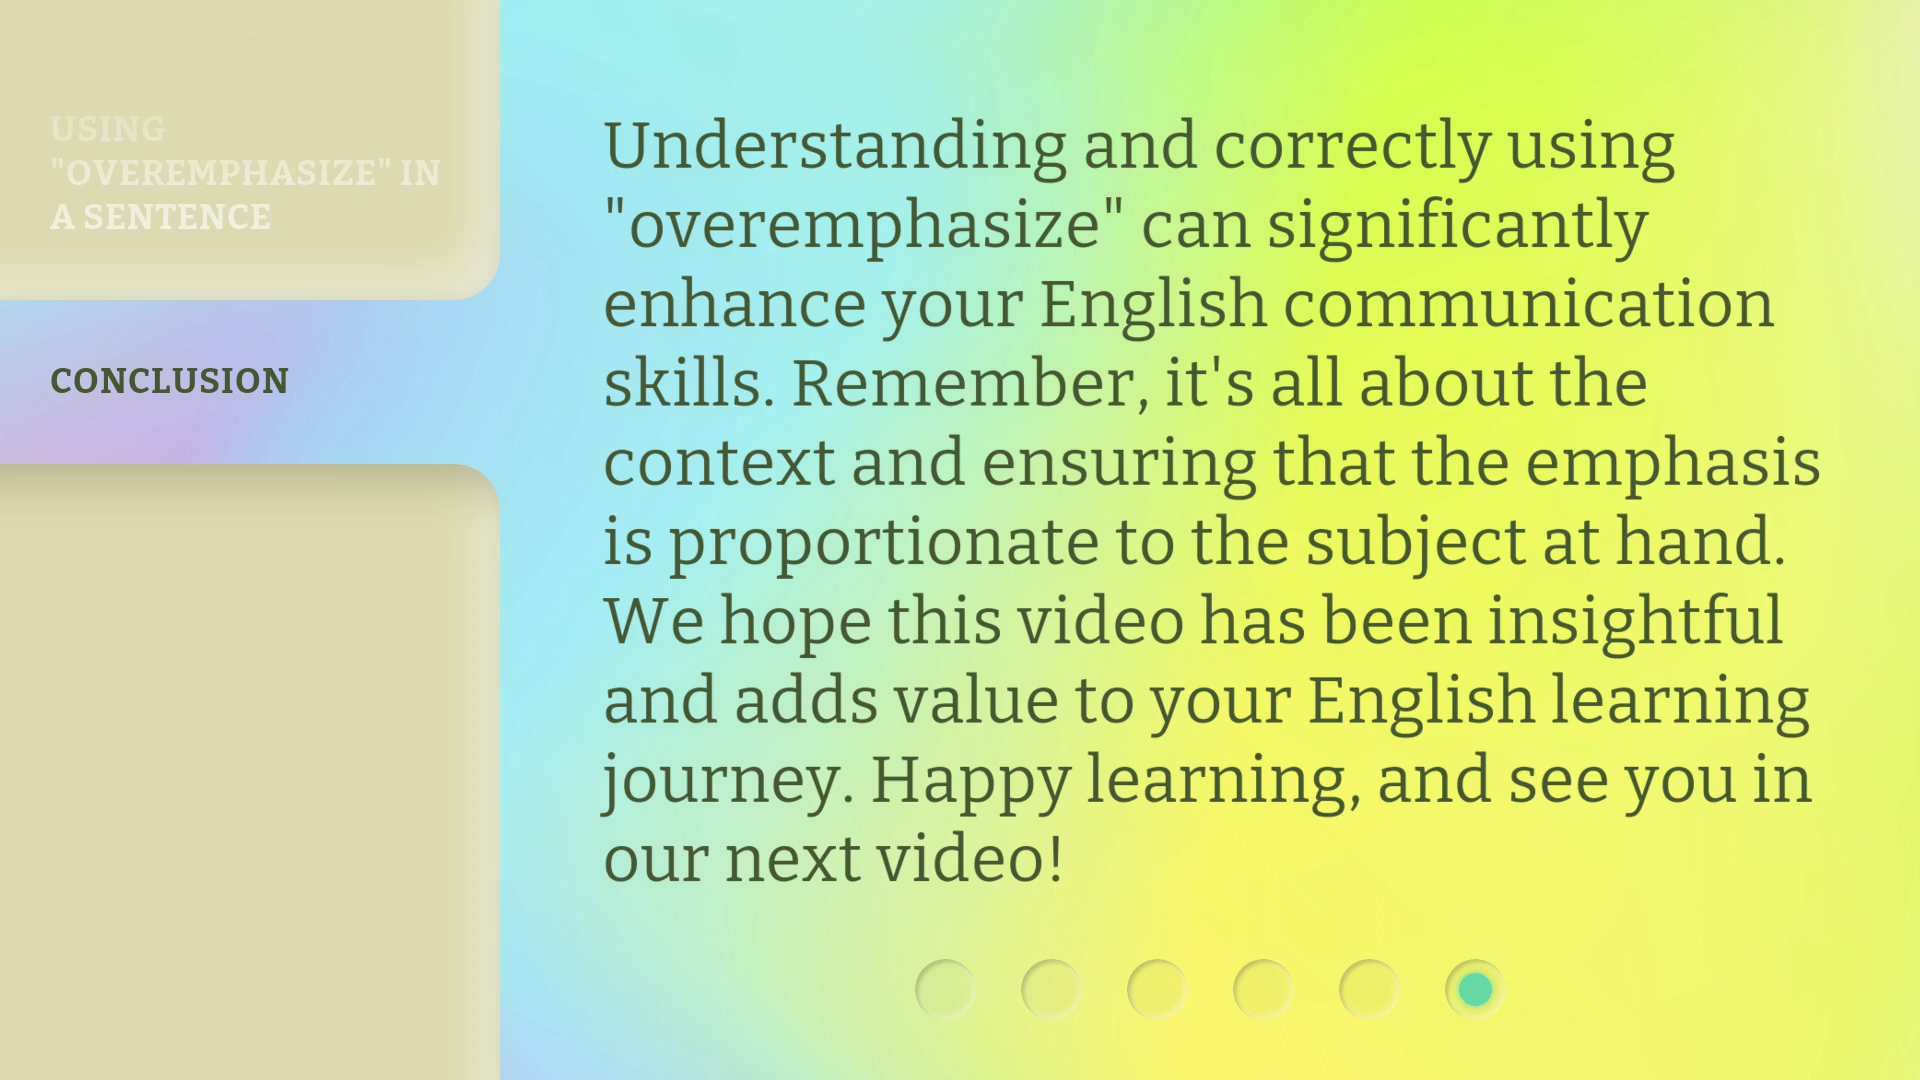 ANTONYMS
USING
"OVEREMPHASIZE" IN
A SENTENCE
CONCLUSION
Understanding and correctly using
"overemphasize" can significantly
enhance your English communication
skills. Remember, it's all about the
context and ensuring that the emphasis
is proportionate to the subject at hand.
We hope this video has been insightful
and adds value to your English learning
journey. Happy learning, and see you in
our next video!